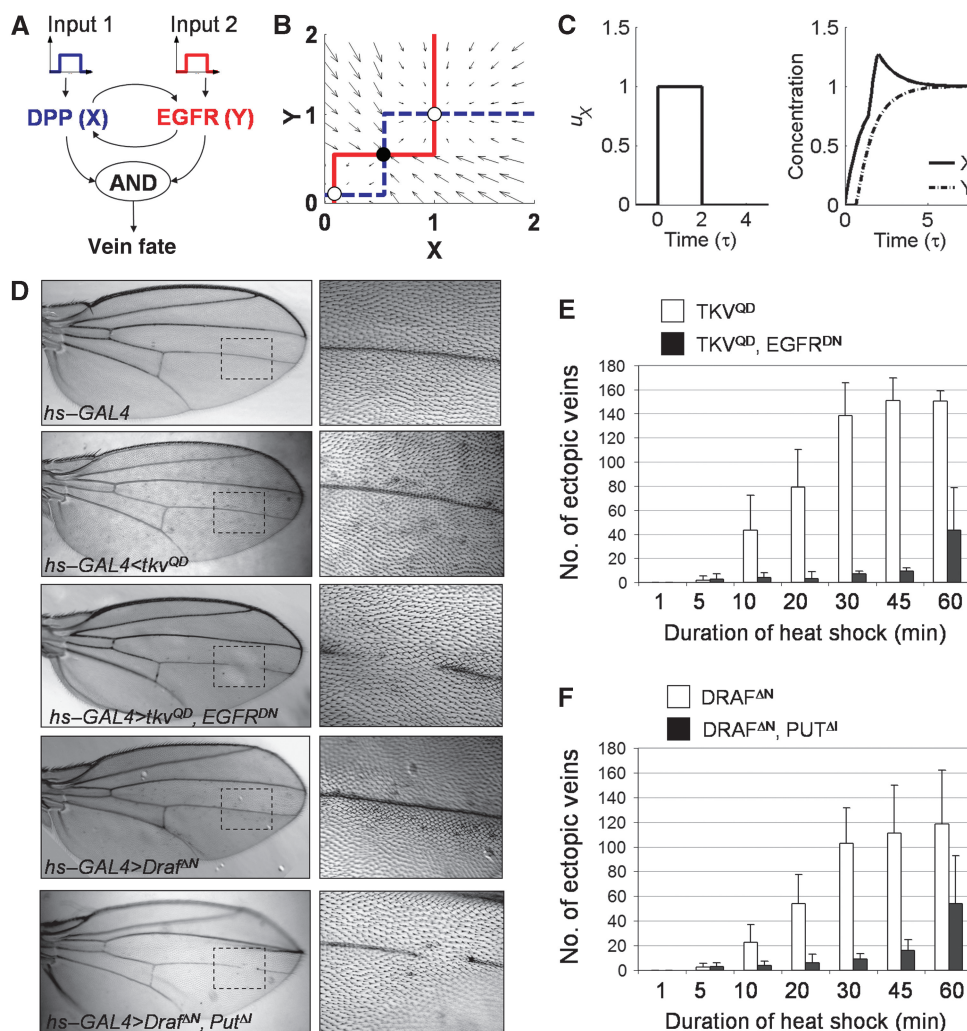 A
Input 1
Input 2
DPP (X)
EGFR (Y)
AND
Vein fate
B
2
Y
1
0
0
1
2
X
C
1.5
1
0.5
0
u_X
0 2 4
Time (τ)
1.5
1
0.5
0
Concentration
X
Y
0 5
Time (τ)
D
hs–GAL4
hs–GAL4<tkv^QD
hs–GAL4>tkv^QD, EGFR^DN
hs–GAL4>Draf^ΔN
hs–GAL4>Draf^ΔN, Put^ΔI
E
TKV^QD
TKV^QD, EGFR^DN
No. of ectopic veins
180
160
140
120
100
80
60
40
20
0
1 5 10 20 30 45 60
Duration of heat shock (min)
F
DRAF^ΔN
DRAF^ΔN, PUT^ΔI
No. of ectopic veins
180
160
140
120
100
80
60
40
20
0
1 5 10 20 30 45 60
Duration of heat shock (min)